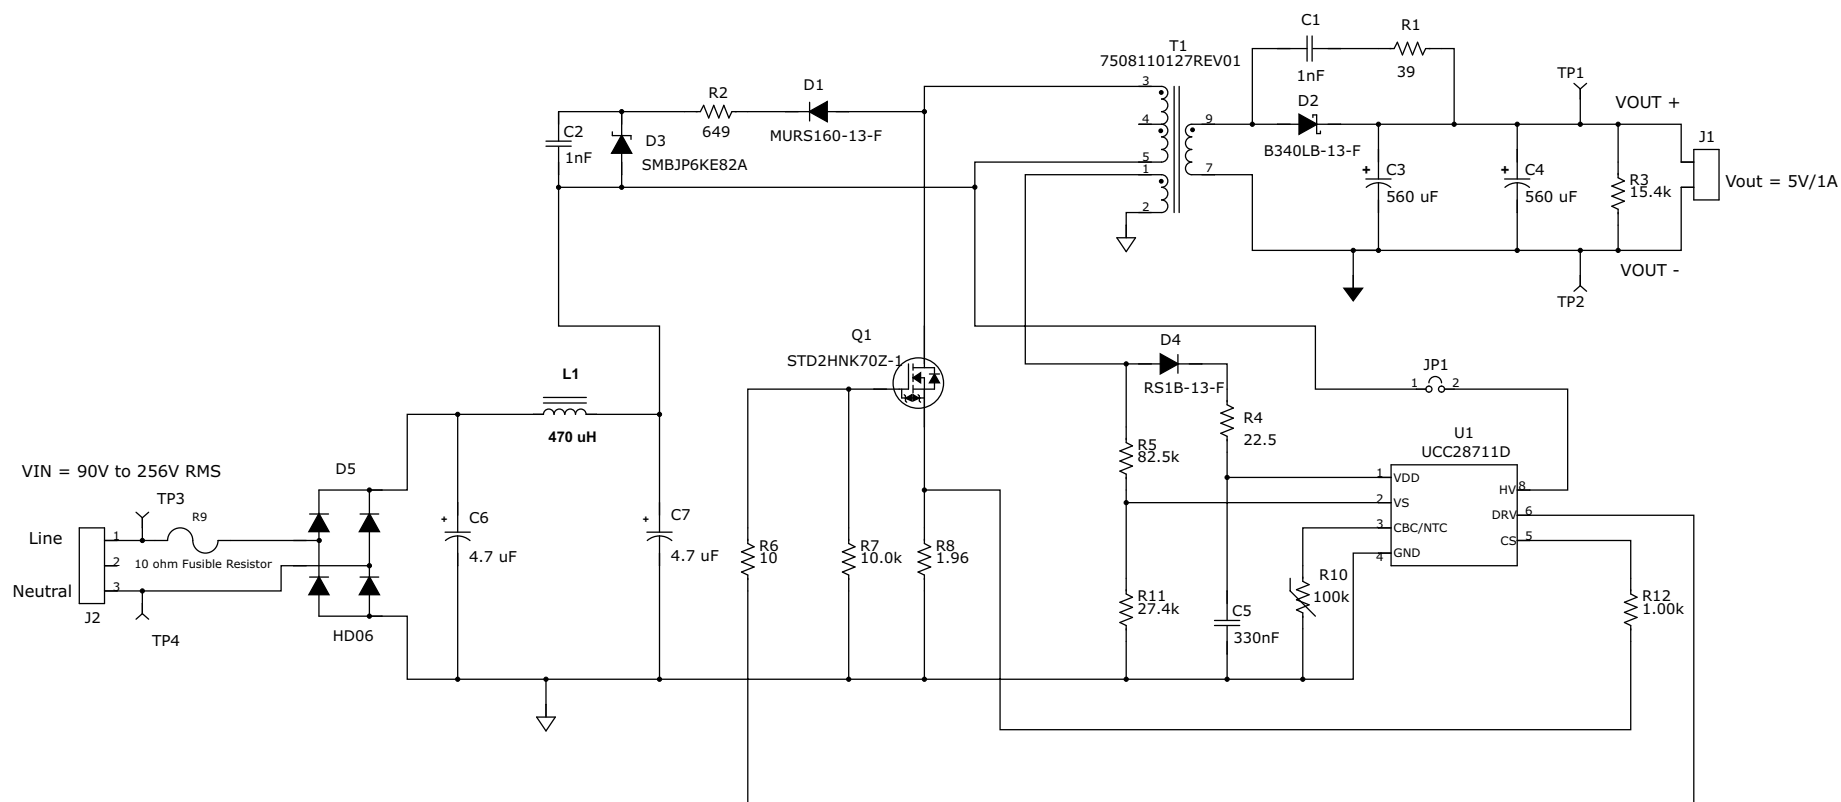 C1
1nF
R1
39
T1
7508110127REV01
3
4
5
1
2
9
7
D2
B340LB-13-F
TP1
VOUT +
J1
Vout = 5V/1A
C3
560 uF
C4
560 uF
R3
15.4k
VOUT -
TP2
D1
MURS160-13-F
R2
649
C2
1nF
D3
SMBJP6KE82A
Q1
STD2HNK70Z-1
L1
470 uH
D4
RS1B-13-F
JP1
1
2
R4
22.5
R5
82.5k
U1
UCC28711D
1
VDD
2
VS
3
CBC/NTC
4
GND
HV
8
DRV
6
CS
5
VIN = 90V to 256V RMS
D5
TP3
R9
Line
1
2
10 ohm Fusible Resistor
Neutral
3
J2
TP4
HD06
C6
4.7 uF
C7
4.7 uF
R6
10
R7
10.0k
R8
1.96
R11
27.4k
C5
330nF
R10
100k
R12
1.00k